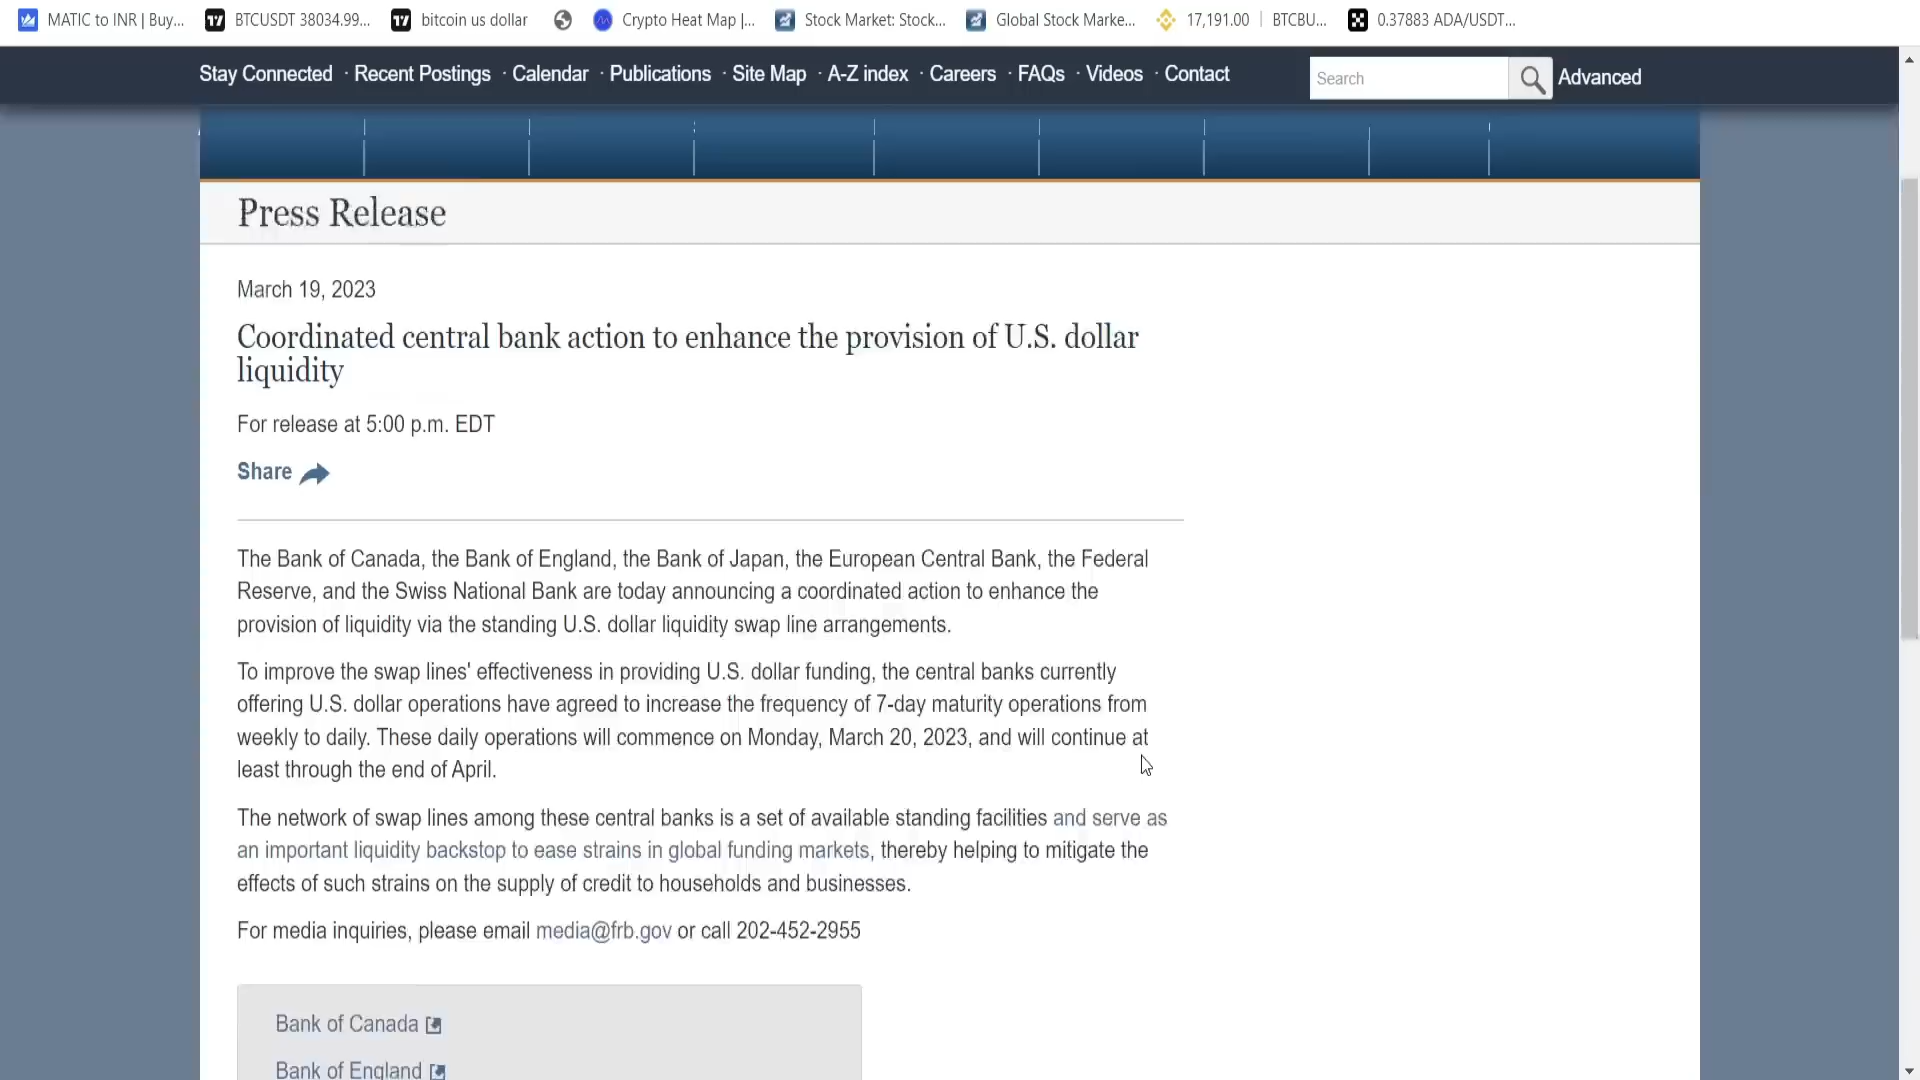 MATIC to INR | Buy... BTCUSDT 38034.99... bitcoin us dollar Crypto Heat Map |... Stock Market: Stock... Global Stock Marke... 17,191.00 | BTCBU... 0.37883 ADA/USDT...
Stay Connected · Recent Postings · Calendar · Publications · Site Map · A-Z index · Careers · FAQs · Videos · Contact Search Advanced
Press Release
March 19, 2023
Coordinated central bank action to enhance the provision of U.S. dollar
liquidity
For release at 5:00 p.m. EDT
Share
The Bank of Canada, the Bank of England, the Bank of Japan, the European Central Bank, the Federal
Reserve, and the Swiss National Bank are today announcing a coordinated action to enhance the
provision of liquidity via the standing U.S. dollar liquidity swap line arrangements.
To improve the swap lines' effectiveness in providing U.S. dollar funding, the central banks currently
offering U.S. dollar operations have agreed to increase the frequency of 7-day maturity operations from
weekly to daily. These daily operations will commence on Monday, March 20, 2023, and will continue at
least through the end of April.
The network of swap lines among these central banks is a set of available standing facilities and serve as
an important liquidity backstop to ease strains in global funding markets, thereby helping to mitigate the
effects of such strains on the supply of credit to households and businesses.
For media inquiries, please email media@frb.gov or call 202-452-2955
Bank of Canada
Bank of England